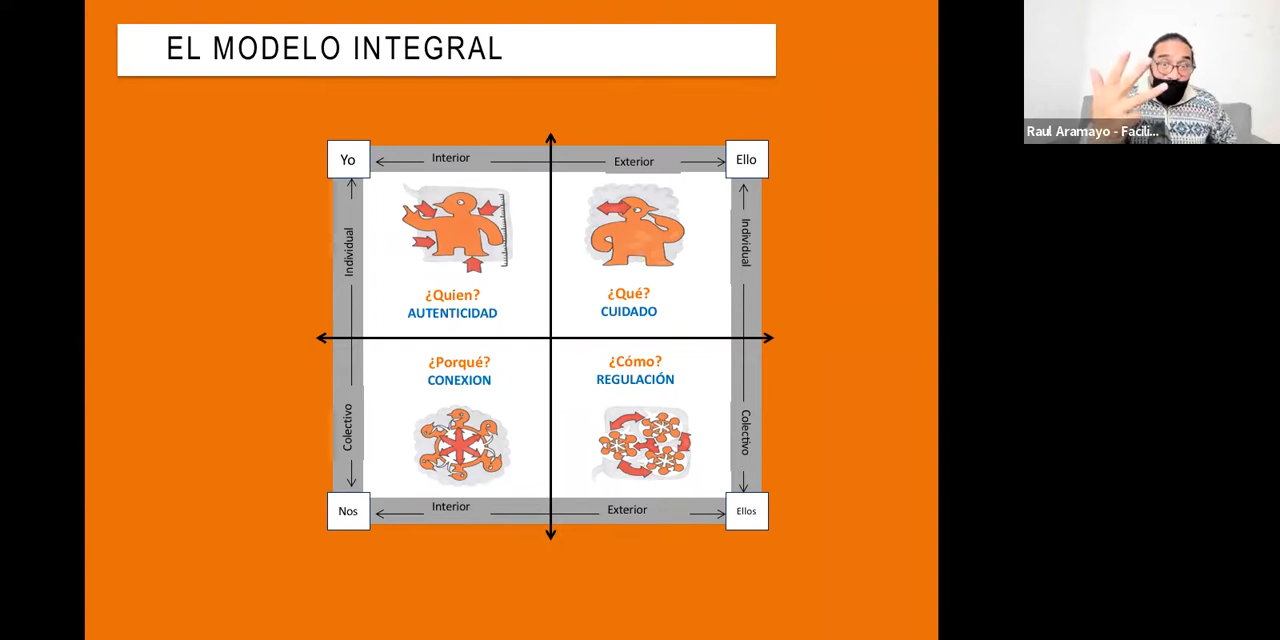 EL MODELO INTEGRAL
Raul Aramayo - Facili...
Yo
Interior
Exterior
Ello
Individual
Individual
¿Quien?
AUTENTICIDAD
¿Qué?
CUIDADO
¿Porqué?
CONEXION
¿Cómo?
REGULACIÓN
Colectivo
Colectivo
Nos
Interior
Exterior
Ellos